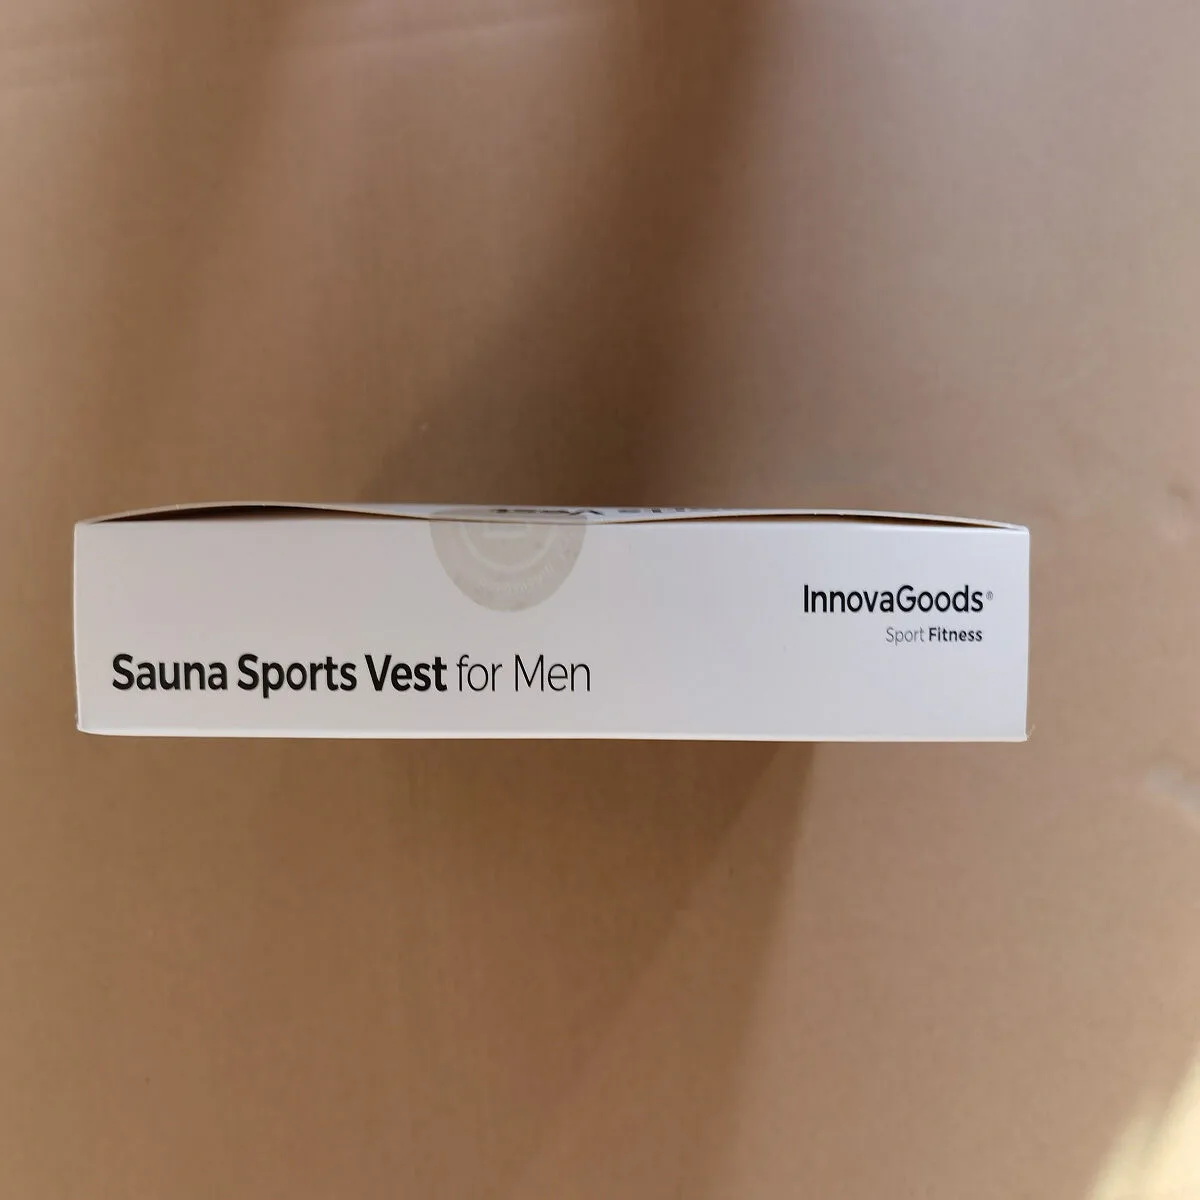 InnovaGoods®
Sport Fitness
Sauna Sports Vest for Men